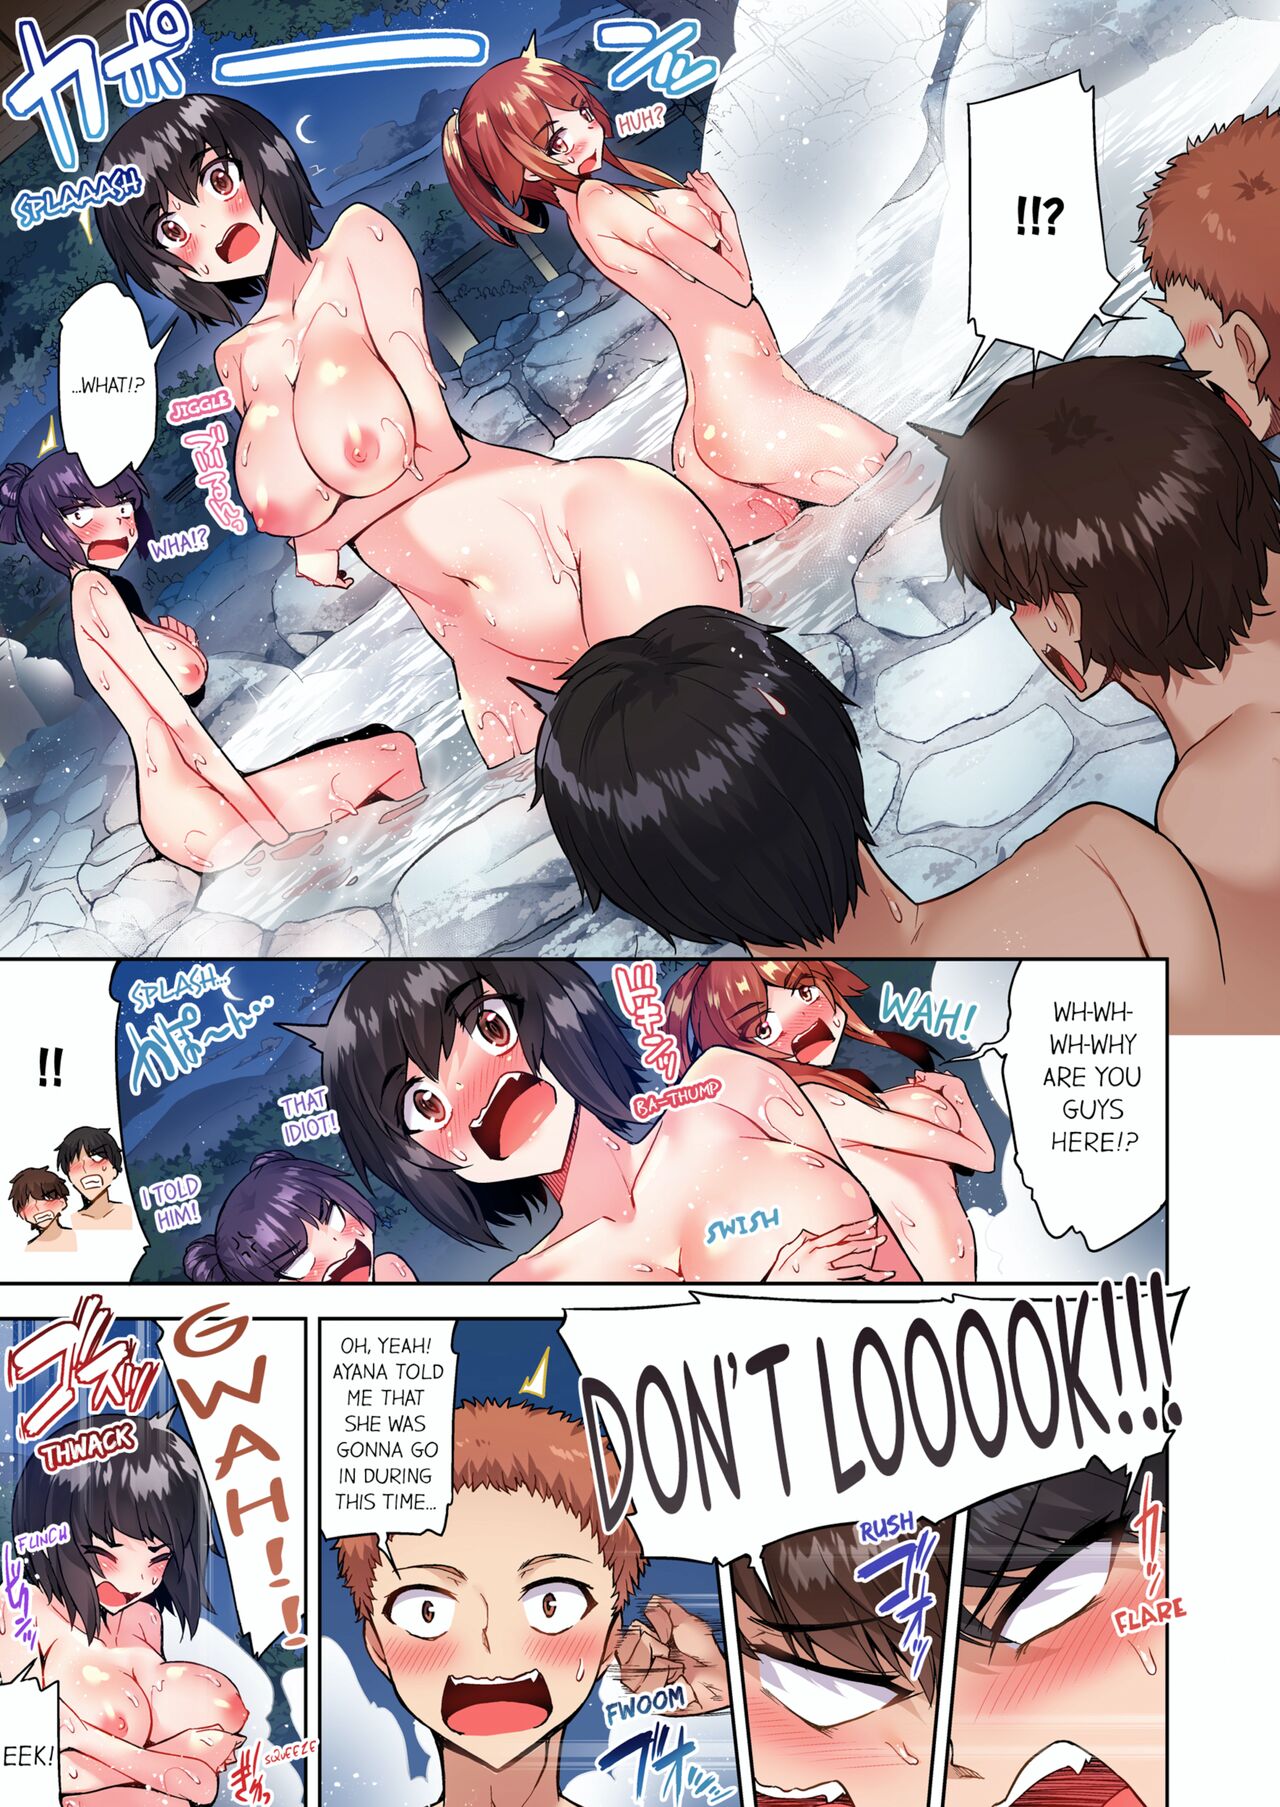 カポーンッ
SPLAAASH
HUH?
!!?
...WHAT!?
JIGGLE
WHA!?
WH-WH-
WH-WHY
ARE YOU
GUYS
HERE!?
WAH!
BA-THUMP
SWISH
SPLASH...
かぽ〜ん...
THAT
IDIOT!
I TOLD
HIM!
!!
DON'T LOOOOK!!!
FLARE
RUSH
OH, YEAH!
AYANA TOLD
ME THAT
SHE WAS
GONNA GO
IN DURING
THIS TIME...
FWOOM
GWAH!!
THWACK
FLINCH
SQUEEZE
EEK!